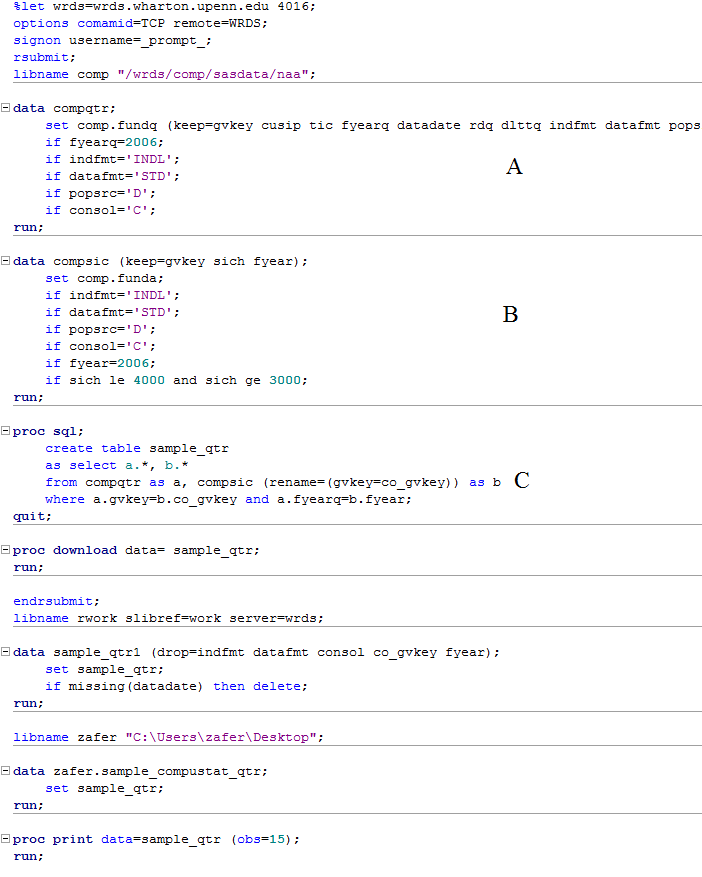 %let wrds=wrds.wharton.upenn.edu 4016;
options comamid=TCP remote=WRDS;
signon username=_prompt_;
rsubmit;
libname comp "/wrds/comp/sasdata/naa";
data compqtr;
set comp.fundq (keep=gvkey cusip tic fyearq datadate rdq dlttq indfmt datafmt pops
if fyearq=2006;
if indfmt='INDL';
A
if datafmt='STD';
if popsrc='D';
if consol='C';
run;
data compsic (keep=gvkey sich fyear);
set comp.funda;
if indfmt='INDL';
if datafmt='STD';
B
if popsrc='D';
if consol='C';
if fyear=2006;
if sich le 4000 and sich ge 3000;
run;
proc sql;
create table sample_qtr
as select a.*, b.*
from compqtr as a, compsic (rename=(gvkey=co_gvkey)) as b C
where a.gvkey=b.co_gvkey and a.fyearq=b.fyear;
quit;
proc download data= sample_qtr;
run;
endrsubmit;
libname rwork slibref=work server=wrds;
data sample_qtr1 (drop=indfmt datafmt consol co_gvkey fyear);
set sample_qtr;
if missing(datadate) then delete;
run;
libname zafer "C:\Users\zafer\Desktop";
data zafer.sample_compustat_qtr;
set sample_qtr;
run;
proc print data=sample_qtr (obs=15);
run;